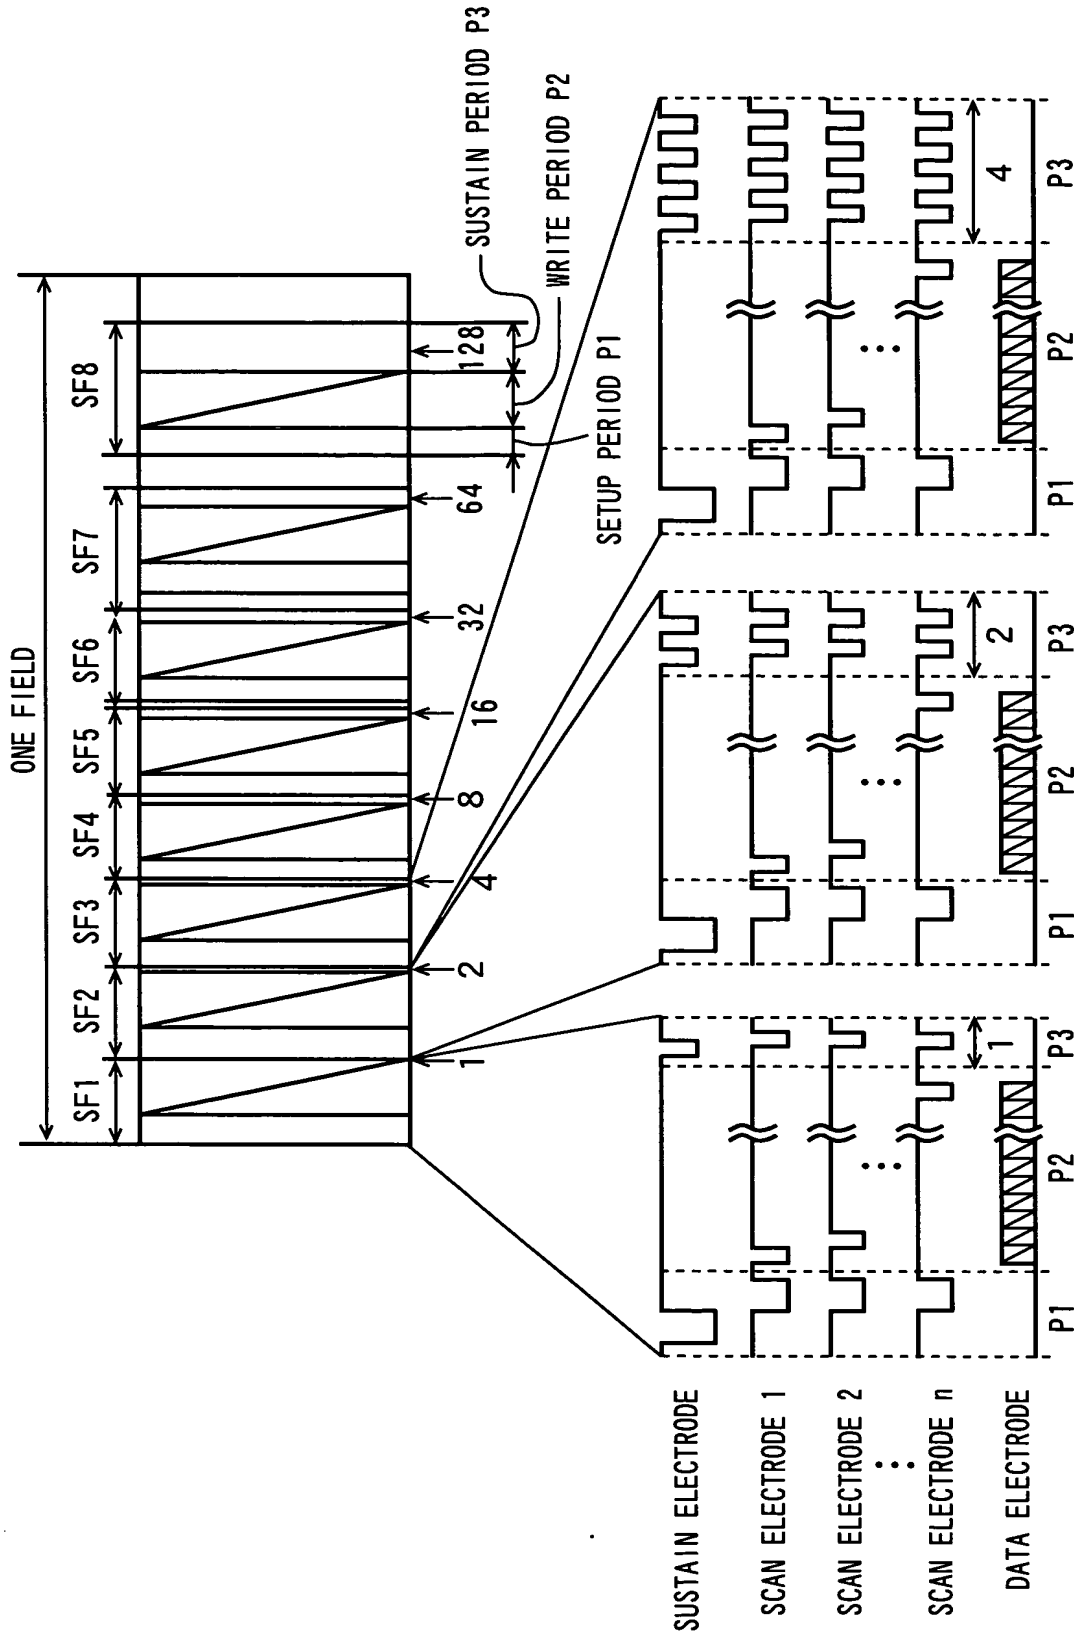 ONE FIELD
SF1 SF2 SF3 SF4 SF5 SF6 SF7 SF8
1 2 4 8 16 32 64 128
SUSTAIN PERIOD P3
WRITE PERIOD P2
SETUP PERIOD P1
SUSTAIN ELECTRODE
SCAN ELECTRODE 1
SCAN ELECTRODE 2
SCAN ELECTRODE n
DATA ELECTRODE
1 2 4
P1 P2 P3 P1 P2 P3 P1 P2 P3